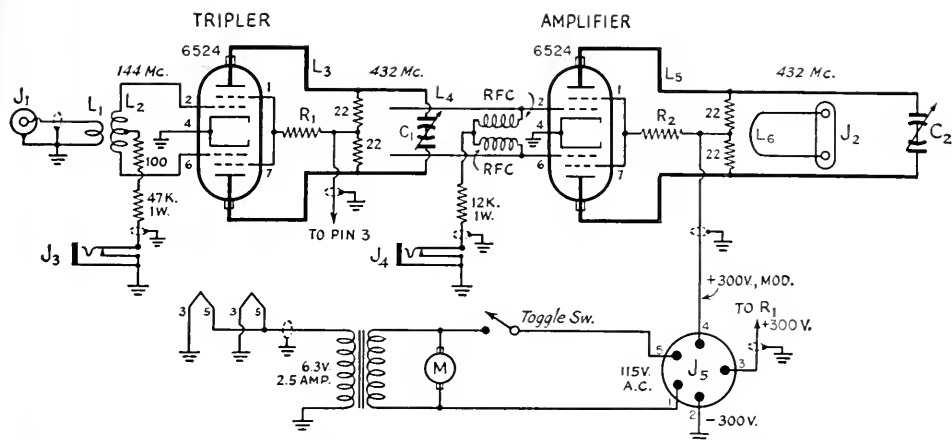 TRIPLER
AMPLIFIER
6524
6524
144 Mc.
L3
432 Mc.
L5
432 Mc.
J1
L1
L2
2
4
6
1
7
R1
22
22
C1
L4
RFC
RFC
2
4
6
1
7
R2
22
22
L6
J2
C2
100
47K.
1W.
J3
TO PIN 3
12K.
1W.
J4
+300V., MOD.
TO R1
+300 V.
3
5
3
5
6.3V.
2.5 AMP.
M
Toggle Sw.
115V.
A.C.
5
4
3
J5
1
2
-300V.